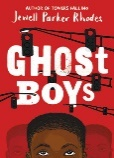 AUTHOR OF TOWERS FALLING
Jewell Parker Rhodes
GHOST
BOYS